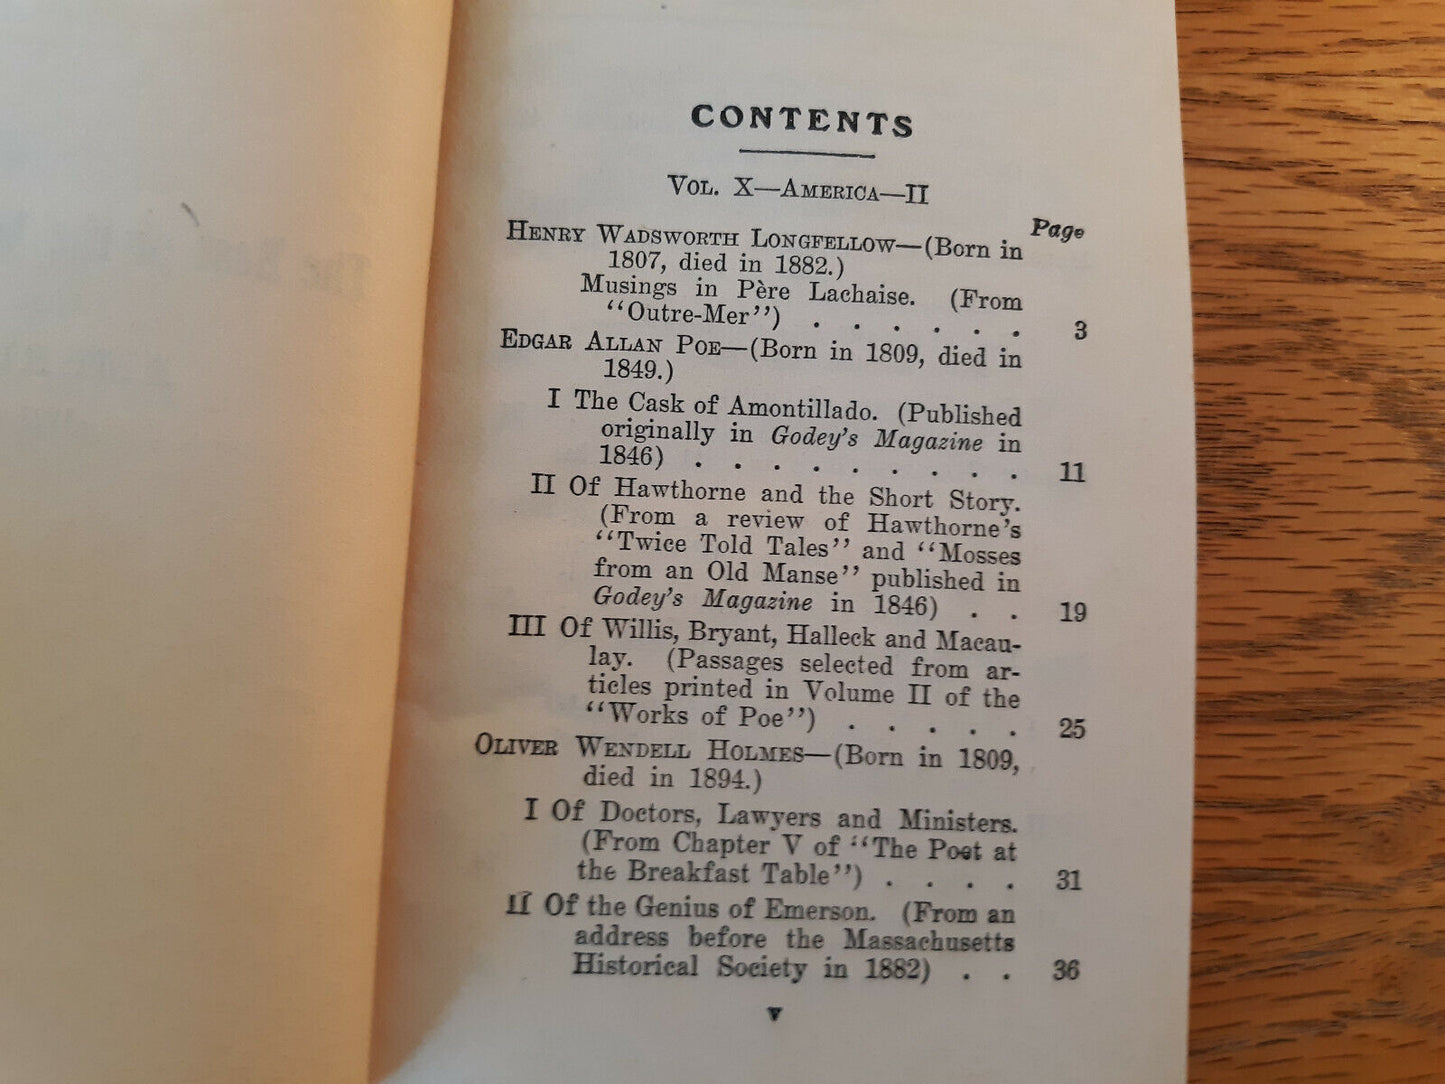 CONTENTS
VOL. X—AMERICA—II
Page
HENRY WADSWORTH LONGFELLOW—(Born in
1807, died in 1882.)
Musings in Père Lachaise. (From
“Outre-Mer”) . . . . . . 3
EDGAR ALLAN POE—(Born in 1809, died in
1849.)
I The Cask of Amontillado. (Published
originally in Godey's Magazine in
1846) . . . . . . . . . 11
II Of Hawthorne and the Short Story.
(From a review of Hawthorne's
“Twice Told Tales” and “Mosses
from an Old Manse” published in
Godey's Magazine in 1846) . . 19
III Of Willis, Bryant, Halleck and Macau-
lay. (Passages selected from ar-
ticles printed in Volume II of the
“Works of Poe”) . . . . . 25
OLIVER WENDELL HOLMES—(Born in 1809,
died in 1894.)
I Of Doctors, Lawyers and Ministers.
(From Chapter V of “The Poet at
the Breakfast Table”) . . . . 31
II Of the Genius of Emerson. (From an
address before the Massachusetts
Historical Society in 1882) . . 36
v